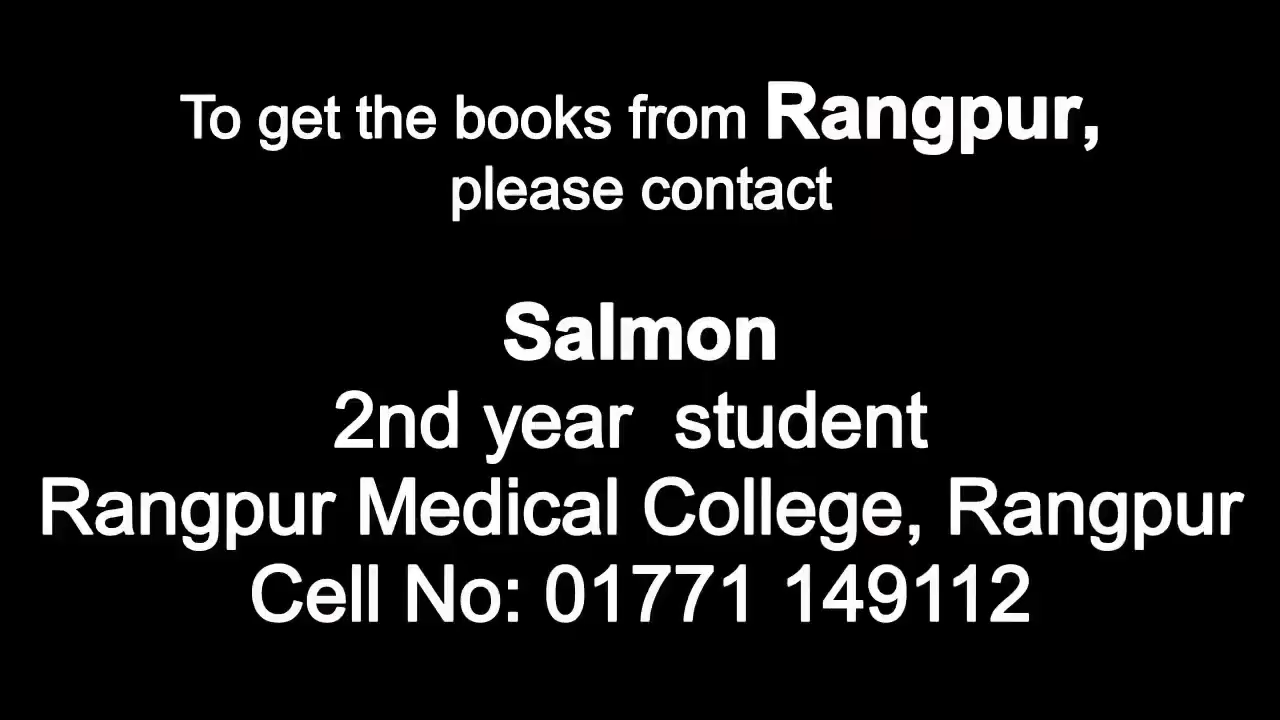 To get the books from Rangpur,
please contact
Salmon
2nd year student
Rangpur Medical College, Rangpur
Cell No: 01771 149112